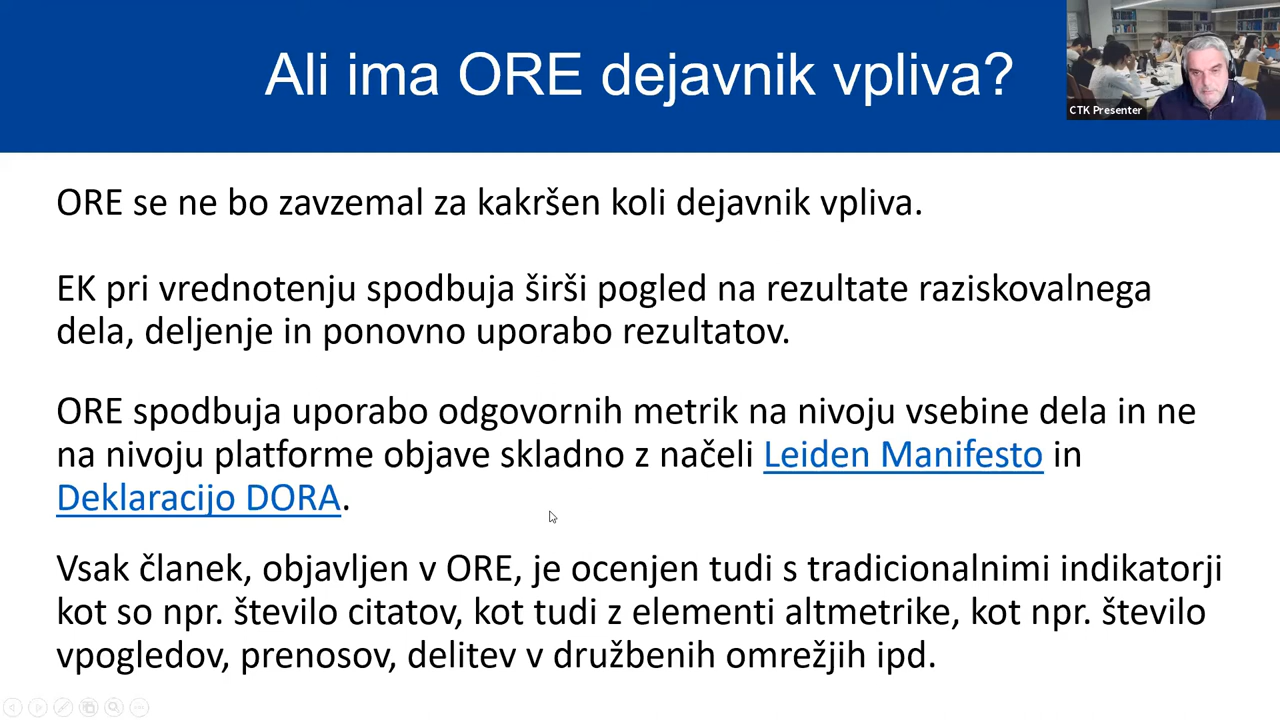 Ali ima ORE dejavnik vpliva?
CTK Presenter
ORE se ne bo zavzemal za kakršen koli dejavnik vpliva.
EK pri vrednotenju spodbuja širši pogled na rezultate raziskovalnega
dela, deljenje in ponovno uporabo rezultatov.
ORE spodbuja uporabo odgovornih metrik na nivoju vsebine dela in ne
na nivoju platforme objave skladno z načeli Leiden Manifesto in
Deklaracijo DORA.
Vsak članek, objavljen v ORE, je ocenjen tudi s tradicionalnimi indikatorji
kot so npr. število citatov, kot tudi z elementi altmetrike, kot npr. število
vpogledov, prenosov, delitev v družbenih omrežjih ipd.